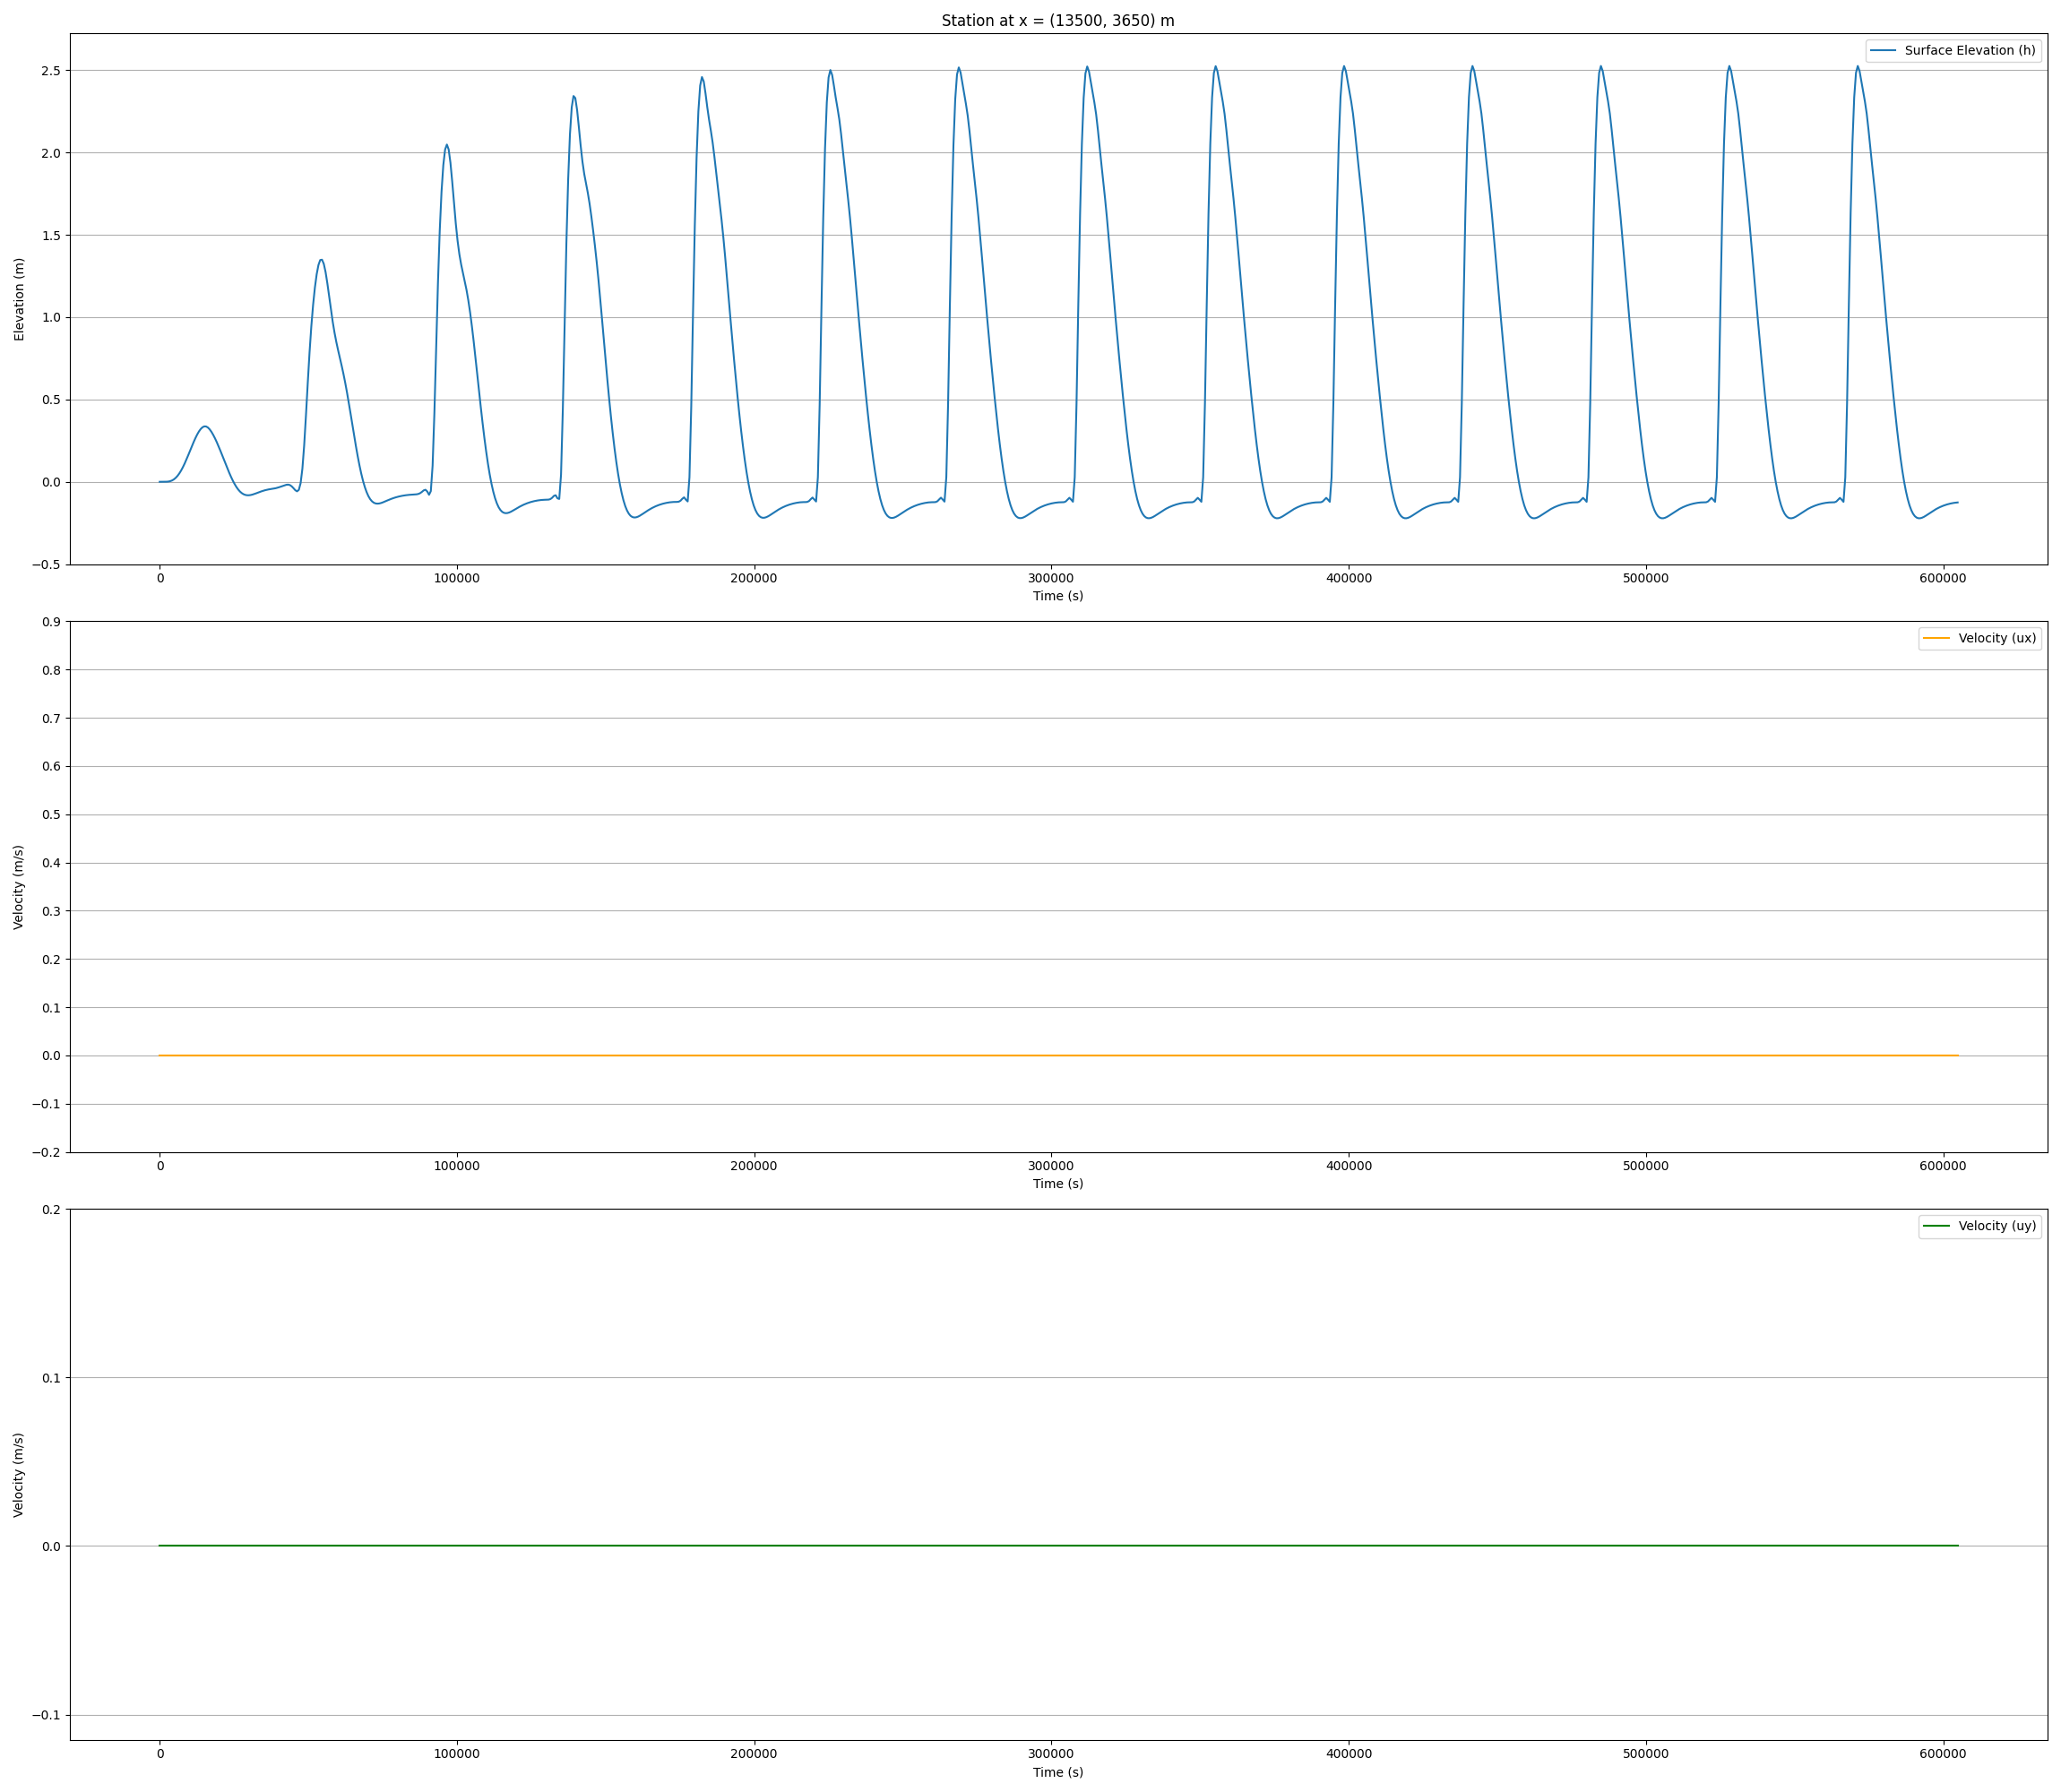 Station at x = (13500, 3650) m
Surface Elevation (h)
2.5
2.0
1.5
1.0
0.5
0.0
−0.5
Elevation (m)
0 100000 200000 300000 400000 500000 600000
Time (s)
Velocity (ux)
0.9
0.8
0.7
0.6
0.5
0.4
0.3
0.2
0.1
0.0
−0.1
−0.2
Velocity (m/s)
0 100000 200000 300000 400000 500000 600000
Time (s)
Velocity (uy)
0.2
0.1
0.0
−0.1
Velocity (m/s)
0 100000 200000 300000 400000 500000 600000
Time (s)